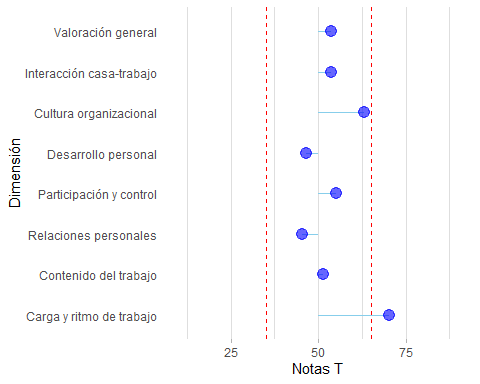 Valoración general
Interacción casa-trabajo
Cultura organizacional
Desarrollo personal
Participación y control
Relaciones personales
Contenido del trabajo
Carga y ritmo de trabajo
Dimensión
25 50 75
Notas T